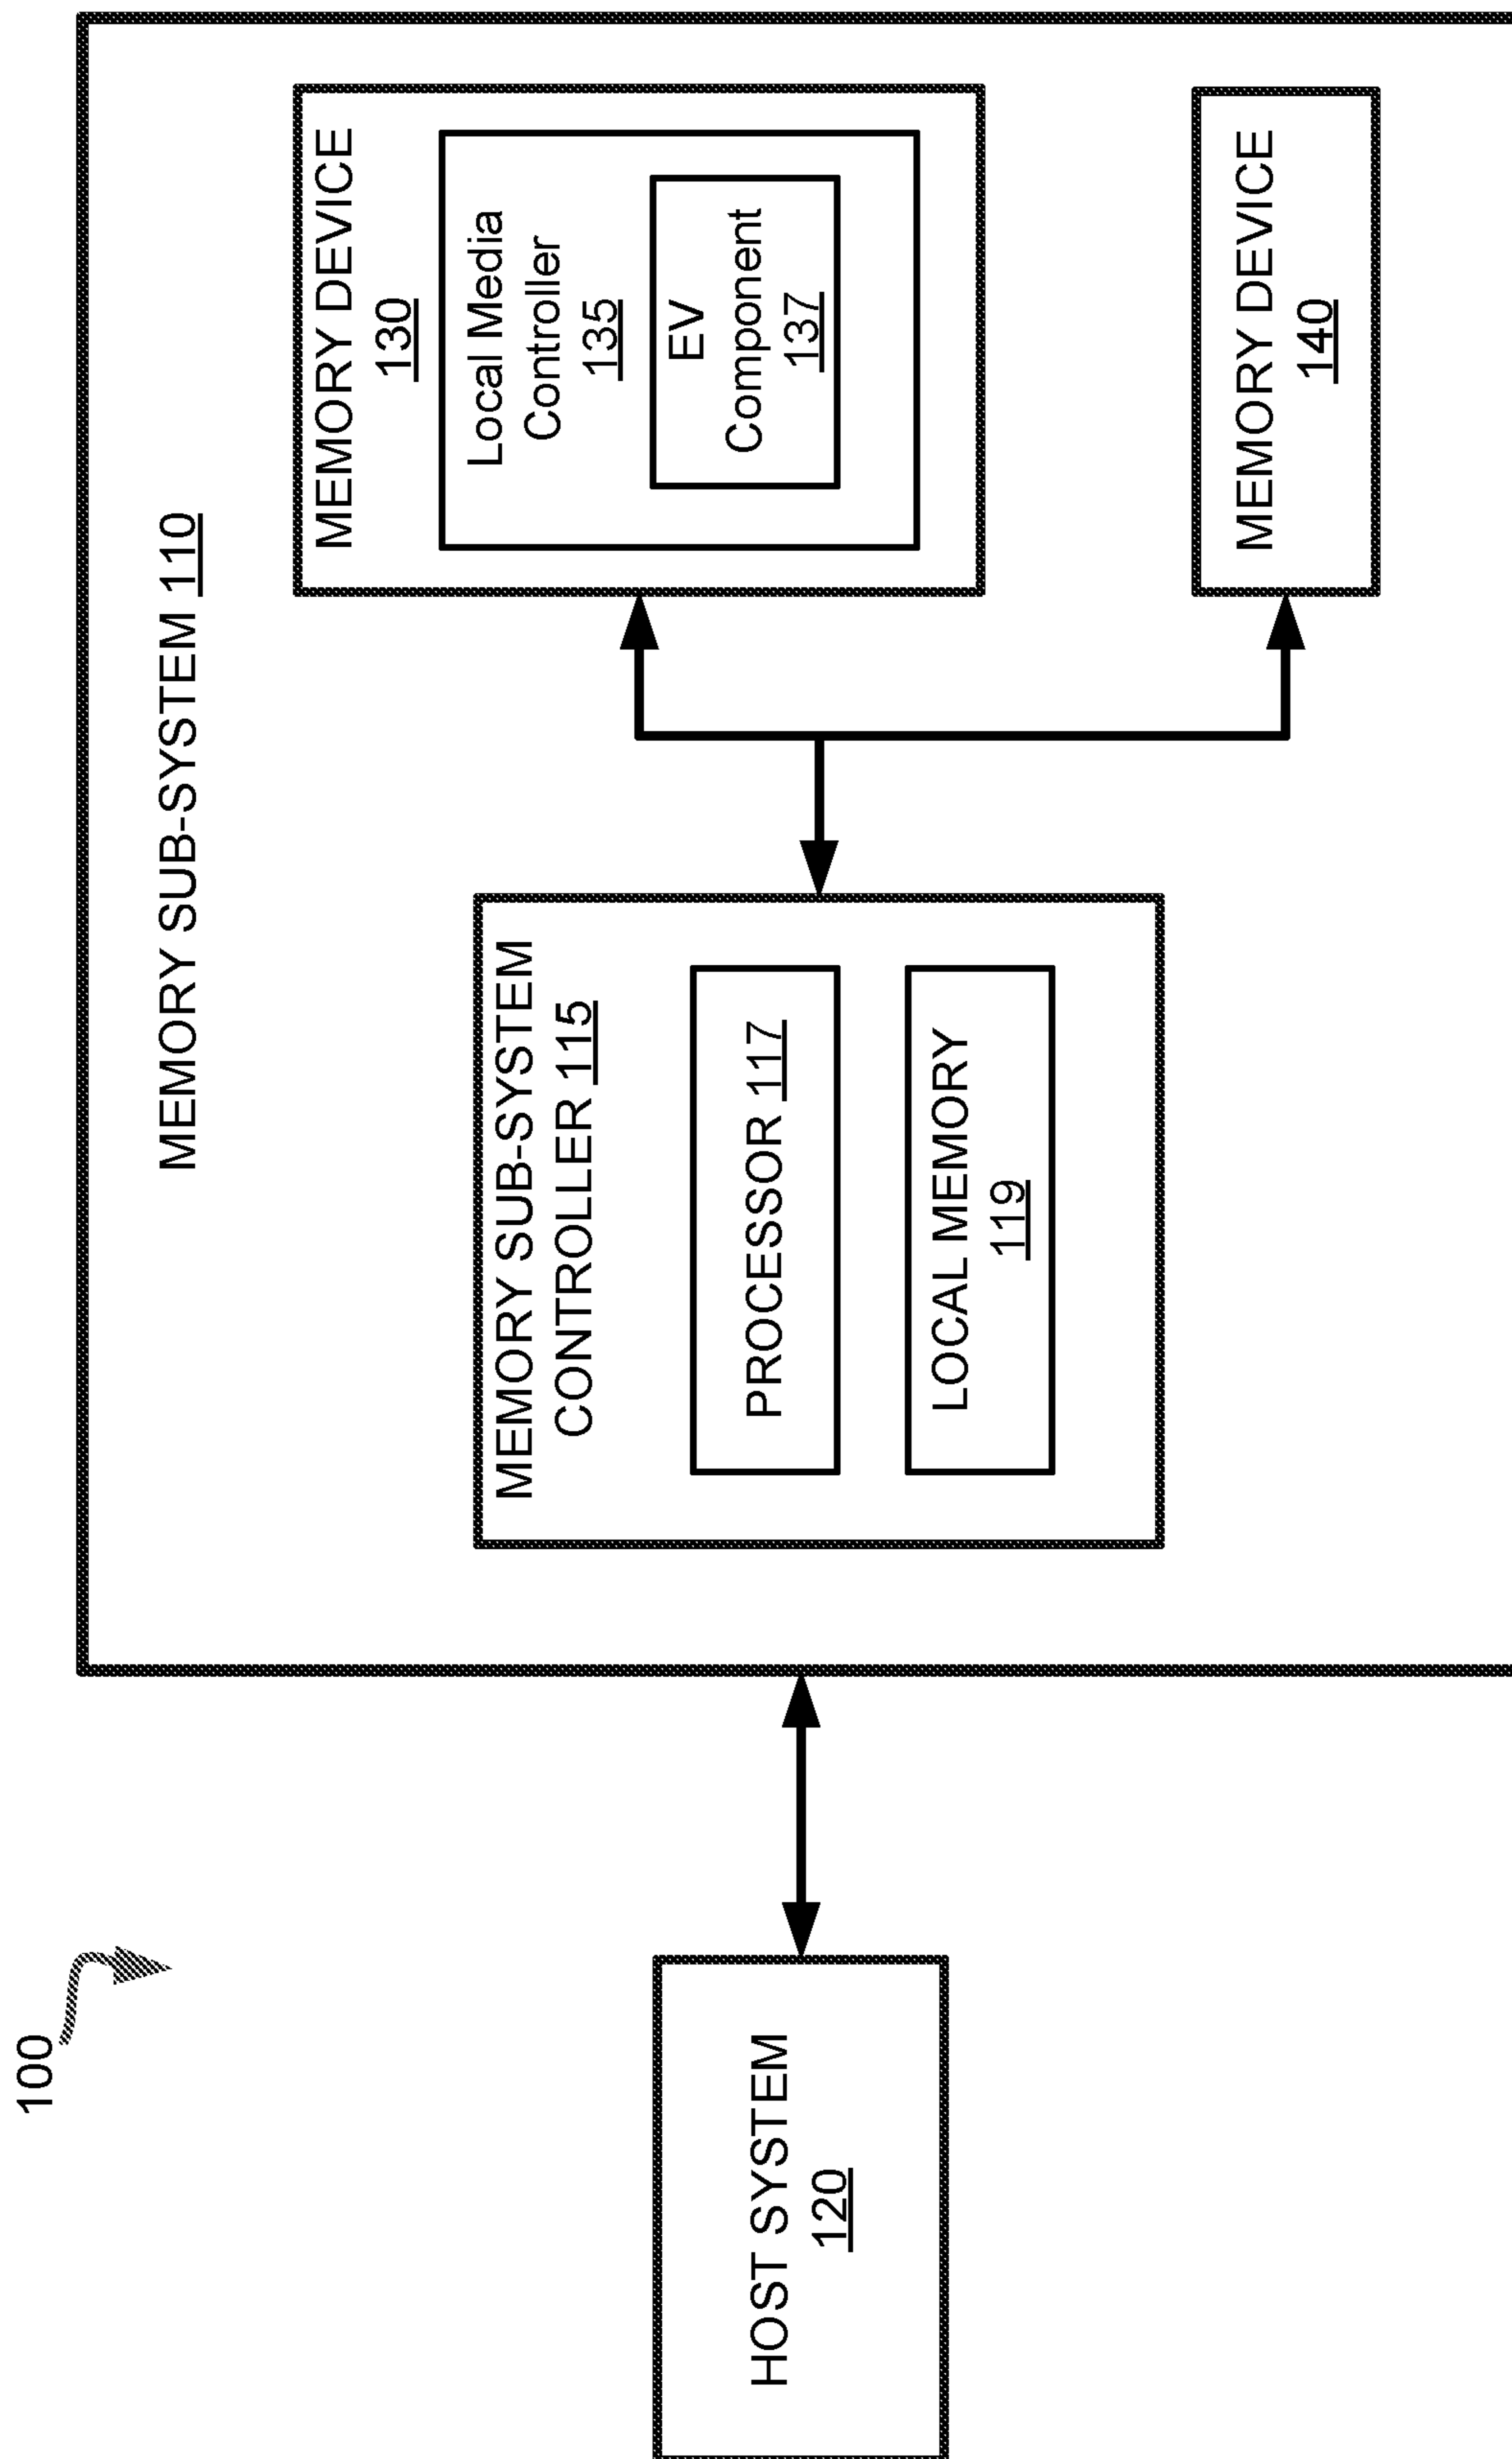 100
HOST SYSTEM
120
MEMORY SUB-SYSTEM 110
MEMORY SUB-SYSTEM
CONTROLLER 115
PROCESSOR 117
LOCAL MEMORY
119
MEMORY DEVICE
130
Local Media
Controller
135
EV
Component
137
MEMORY DEVICE
140